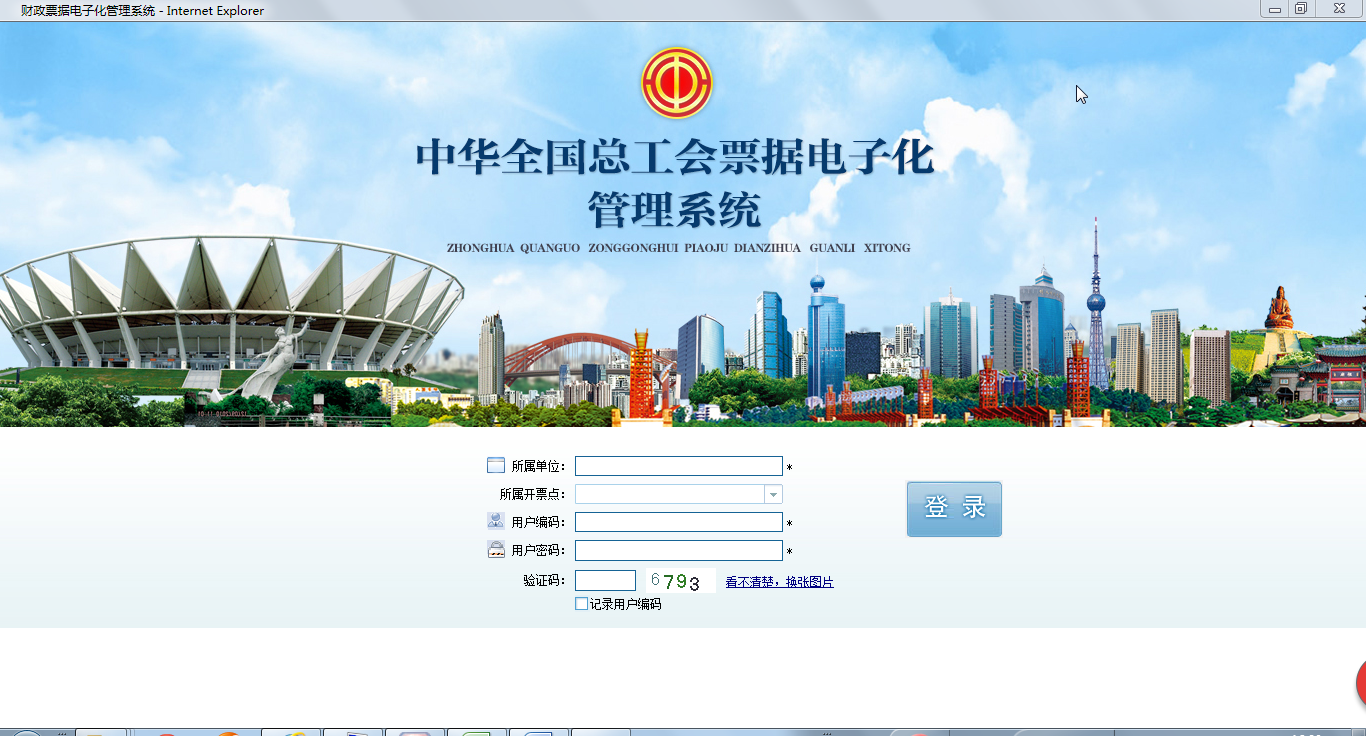 财政票据电子化管理系统 - Internet Explorer
中华全国总工会票据电子化
管理系统
ZHONGHUA QUANGUO ZONGGONGHUI PIAOJU DIANZIHUA GUANLI XITONG
所属单位： *
所属开票点：
用户编码： *
登 录
用户密码： *
验证码： 6793 看不清楚，换张图片
记录用户编码